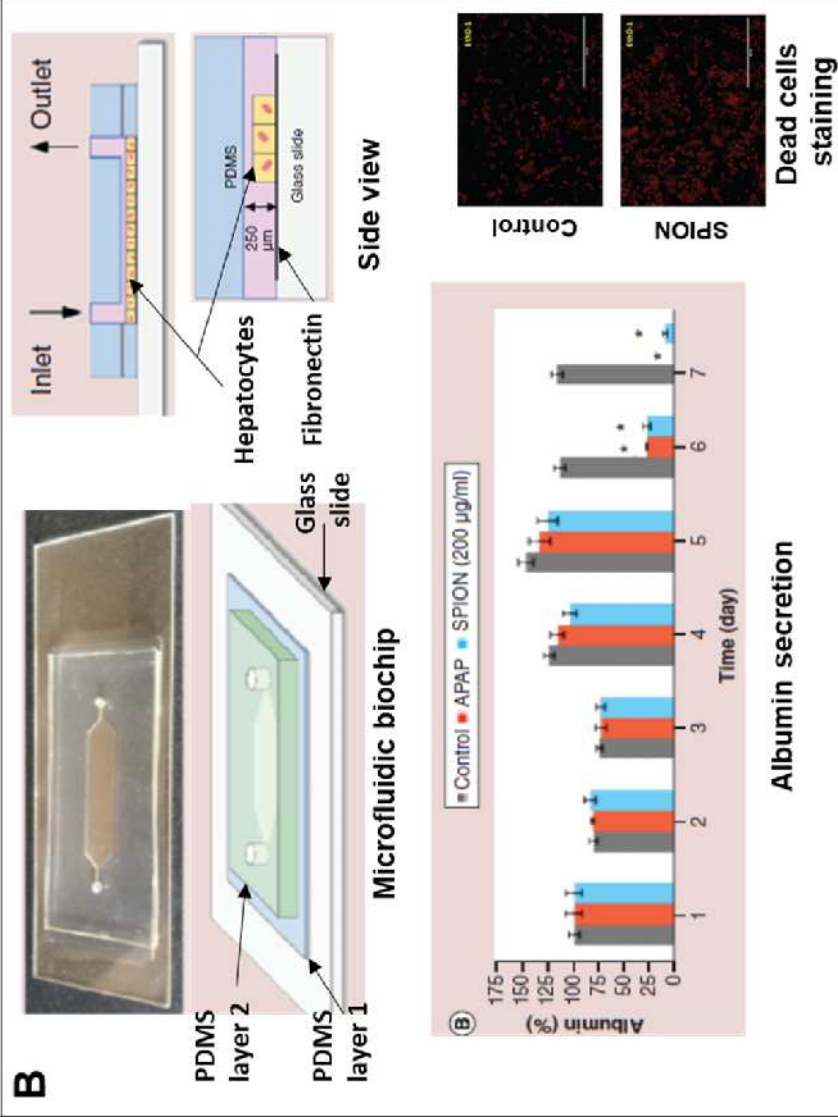 B
PDMS
layer 2
PDMS
layer 1
Glass
slide
Microfluidic biochip
Inlet
Outlet
Hepatocytes
Fibronectin
PDMS
250
µm
Glass slide
Side view
B
Control APAP SPION (200 µg/ml)
Albumin (%)
175
150
125
100
75
50
25
0
* * * *
1 2 3 4 5 6 7
Time (day)
Albumin secretion
Control
SPION
Dead cells
staining